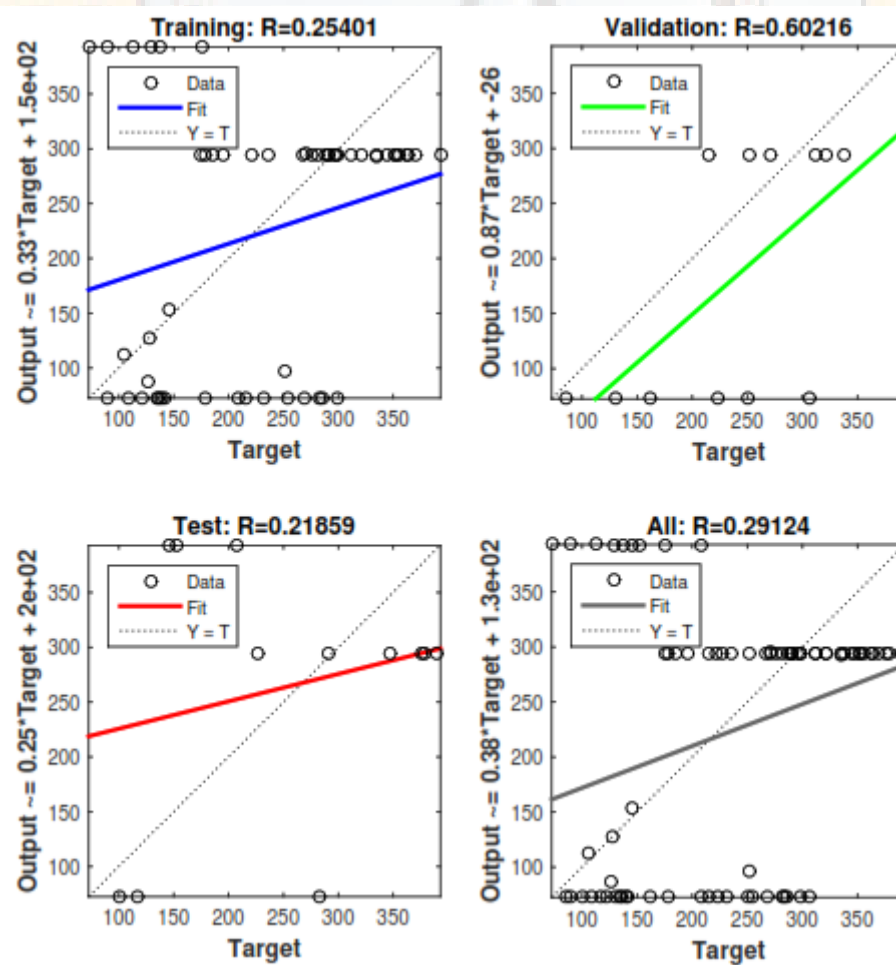 Training: R=0.25401
Output ~= 0.33*Target + 1.5e+02
350
300
250
200
150
100
Data
Fit
Y = T
100 150 200 250 300 350
Target
Validation: R=0.60216
Output ~= 0.87*Target + -26
350
300
250
200
150
100
Data
Fit
Y = T
100 150 200 250 300 350
Target
Test: R=0.21859
Output ~= 0.25*Target + 2e+02
350
300
250
200
150
100
Data
Fit
Y = T
100 150 200 250 300 350
Target
All: R=0.29124
Output ~= 0.38*Target + 1.3e+02
350
300
250
200
150
100
Data
Fit
Y = T
100 150 200 250 300 350
Target